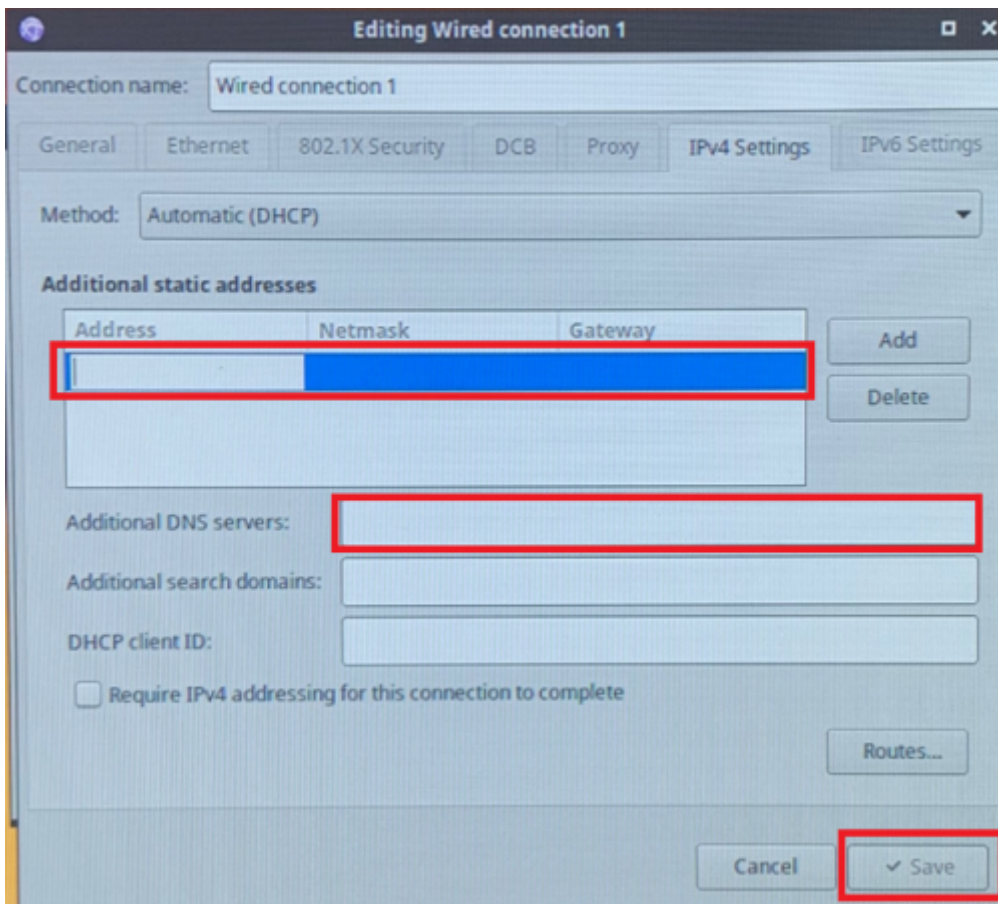 Editing Wired connection 1
Connection name: Wired connection 1
General Ethernet 802.1X Security DCB Proxy IPv4 Settings IPv6 Settings
Method: Automatic (DHCP)
Additional static addresses
Address Netmask Gateway
Add
Delete
Additional DNS servers:
Additional search domains:
DHCP client ID:
Require IPv4 addressing for this connection to complete
Routes...
Cancel ✔ Save